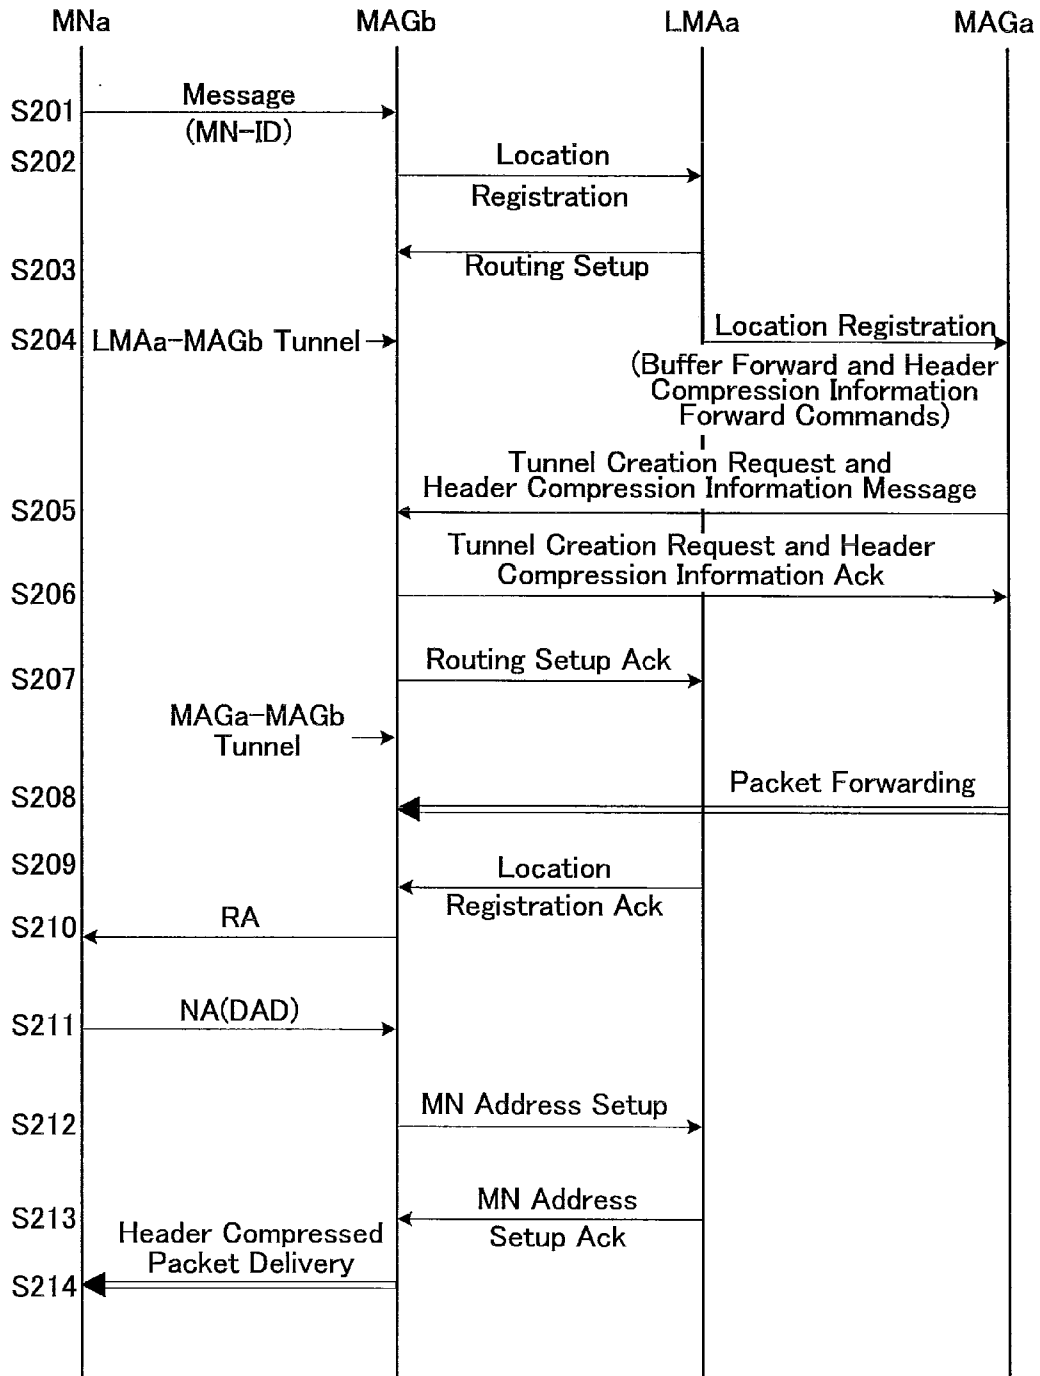 MNa MAGb LMAa MAGa
S201 Message
(MN-ID)
S202 Location
Registration
S203 Routing Setup
S204 LMAa-MAGb Tunnel Location Registration
(Buffer Forward and Header
Compression Information
Forward Commands)
Tunnel Creation Request and
Header Compression Information Message
S205
Tunnel Creation Request and Header
Compression Information Ack
S206
S207 Routing Setup Ack
MAGa-MAGb
Tunnel
S208 Packet Forwarding
S209 Location
Registration Ack
S210 RA
S211 NA(DAD)
S212 MN Address Setup
MN Address
S213 Setup Ack
Header Compressed
Packet Delivery
S214